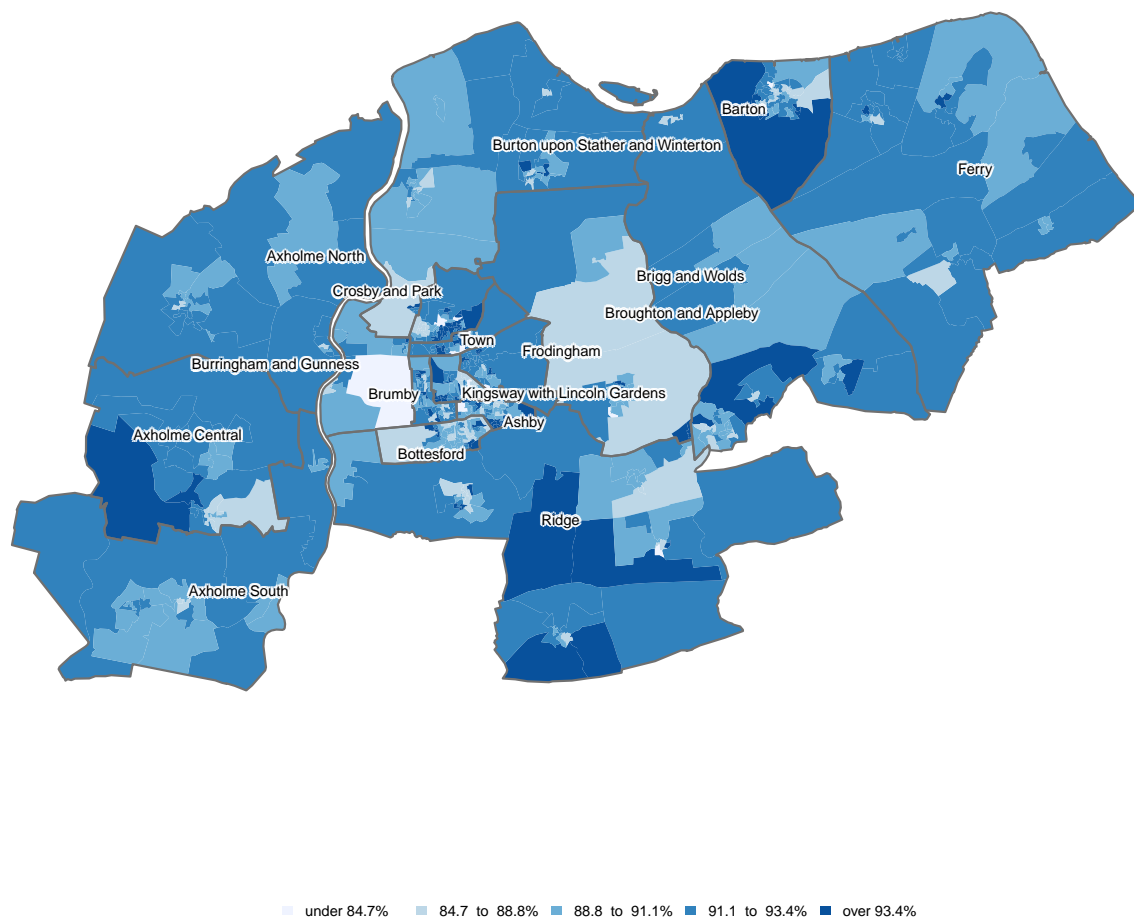 Barton
Burton upon Stather and Winterton
Ferry
Axholme North
Brigg and Wolds
Crosby and Park
Broughton and Appleby
Town
Frodingham
Burringham and Gunness
Brumby
Kingsway with Lincoln Gardens
Ashby
Axholme Central
Bottesford
Ridge
Axholme South
under 84.7% 84.7 to 88.8% 88.8 to 91.1% 91.1 to 93.4% over 93.4%